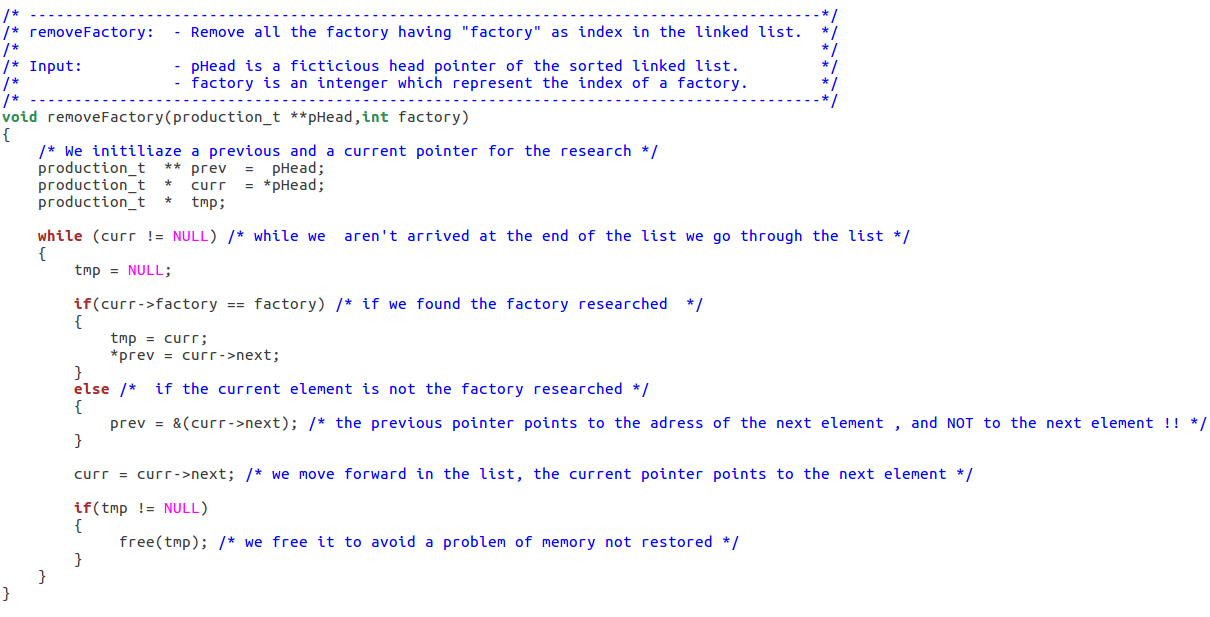 /* ----------------------------------------------------------------------------------------*/
/* removeFactory:  - Remove all the factory having "factory" as index in the linked list.  */
/*                                                                                         */
/* Input:          - pHead is a ficticious head pointer of the sorted linked list.         */
/*                 - factory is an intenger which represent the index of a factory.        */
/* ----------------------------------------------------------------------------------------*/
void removeFactory(production_t **pHead,int factory)
{
    /* We initiliaze a previous and a current pointer for the research */
    production_t  ** prev  =  pHead;
    production_t  *  curr  = *pHead;
    production_t  *  tmp;

    while (curr != NULL) /* while we  aren't arrived at the end of the list we go through the list */
    {
        tmp = NULL;

        if(curr->factory == factory) /* if we found the factory researched  */
        {
            tmp = curr;
            *prev = curr->next;
        }
        else /*  if the current element is not the factory researched */
        {
            prev = &(curr->next); /* the previous pointer points to the adress of the next element , and NOT to the next element !! */
        }

        curr = curr->next; /* we move forward in the list, the current pointer points to the next element */

        if(tmp != NULL)
        {
             free(tmp); /* we free it to avoid a problem of memory not restored */
        }
    }
}